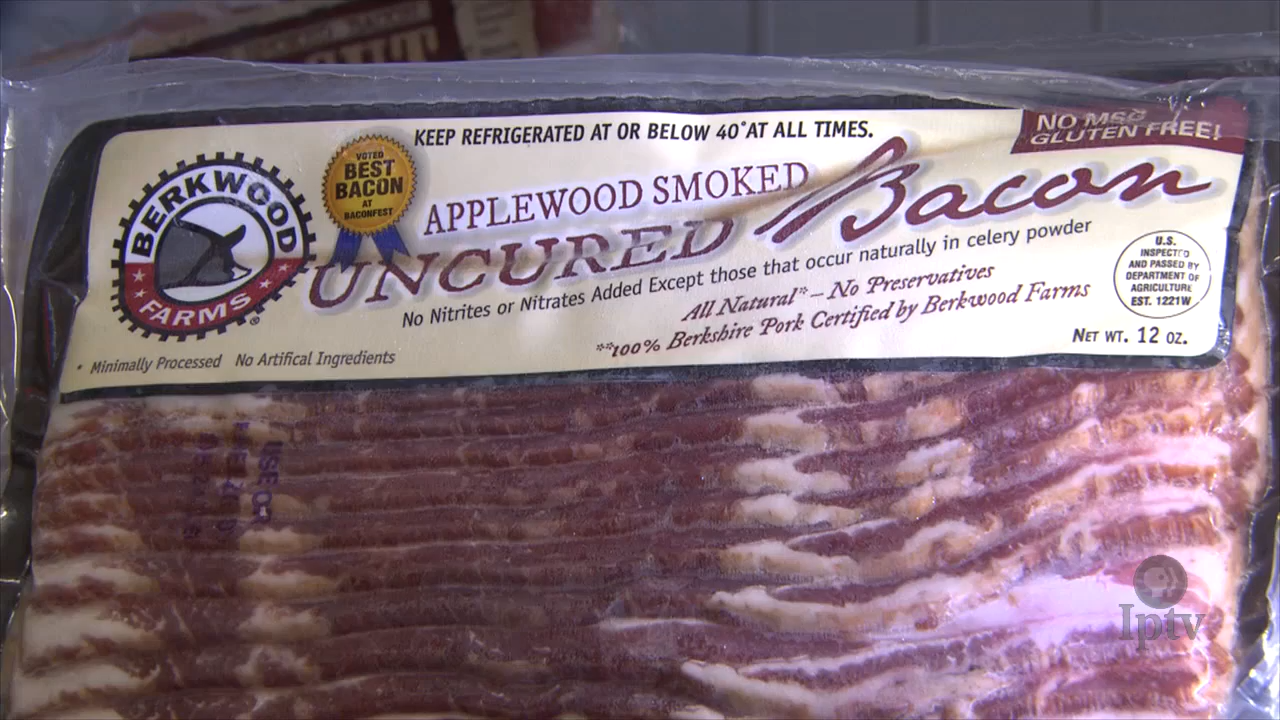 KEEP REFRIGERATED AT OR BELOW 40° AT ALL TIMES.
NO MSG
GLUTEN FREE!
BERKWOOD
FARMS
®
VOTED
BEST
BACON
AT
BACONFEST
APPLEWOOD SMOKED
UNCURED Bacon
No Nitrites or Nitrates Added Except those that occur naturally in celery powder
All Natural* – No Preservatives
**100% Berkshire Pork Certified by Berkwood Farms
U.S.
INSPECTED
AND PASSED BY
DEPARTMENT OF
AGRICULTURE
EST. 1221W
NET WT. 12 OZ.
* Minimally Processed No Artifical Ingredients
USE OR
Iptv